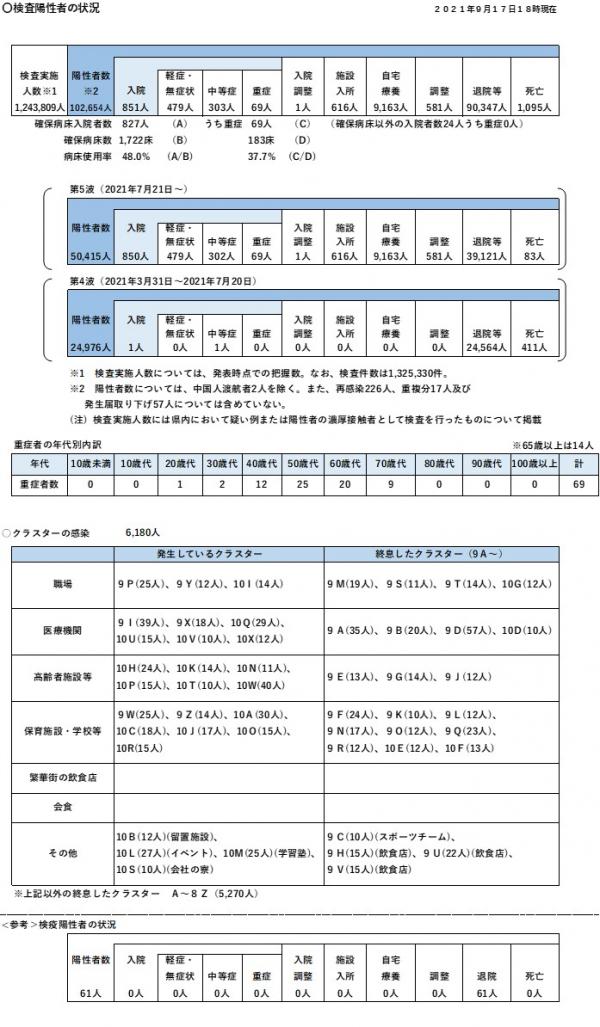 〇検査陽性者の状況 2021年9月17日18時現在
検査実施人数※1 陽性者数※2 入院 軽症・無症状 中等症 重症 入院調整 施設入所 自宅療養 調整 退院等 死亡
1,243,809人 102,654人 851人 479人 303人 69人 1人 616人 9,163人 581人 90,347人 1,095人
確保病床入院者数 827人 (A) うち重症 69人 (C) (確保病床以外の入院者数24人うち重症0人)
確保病床数 1,722床 (B) 183床 (D)
病床使用率 48.0% (A/B) 37.7% (C/D)
第5波(2021年7月21日~)
陽性者数 入院 軽症・無症状 中等症 重症 入院調整 施設入所 自宅療養 調整 退院等 死亡
50,415人 850人 479人 302人 69人 1人 616人 9,163人 581人 39,121人 83人
第4波(2021年3月31日~2021年7月20日)
陽性者数 入院 軽症・無症状 中等症 重症 入院調整 施設入所 自宅療養 調整 退院等 死亡
24,976人 1人 0人 1人 0人 0人 0人 0人 0人 24,564人 411人
※1 検査実施人数については、発表時点での把握数。なお、検査件数は1,325,330件。
※2 陽性者数については、中国人渡航者2人を除く。また、再感染226人、重複分17人及び
発生届取り下げ57人については含めていない。
(注)検査実施人数には県内において疑い例または陽性者の濃厚接触者として検査を行ったものについて掲載
重症者の年代別内訳 ※65歳以上は14人
年代 10歳未満 10歳代 20歳代 30歳代 40歳代 50歳代 60歳代 70歳代 80歳代 90歳代 100歳以上 計
重症者数 0 0 1 2 12 25 20 9 0 0 0 69
○クラスターの感染 6,180人
発生しているクラスター 終息したクラスター(9A~)
職場 9P(25人)、9Y(12人)、10I(14人) 9M(19人)、9S(11人)、9T(14人)、10G(12人)
医療機関 9I(39人)、9X(18人)、10Q(29人)、 9A(35人)、9B(20人)、9D(57人)、10D(10人)
10U(15人)、10V(10人)、10X(12人)
高齢者施設等 10H(24人)、10K(14人)、10N(11人)、 9E(13人)、9G(14人)、9J(12人)
10P(15人)、10T(10人)、10W(40人)
保育施設・学校等 9W(25人)、9Z(14人)、10A(30人)、 9F(24人)、9K(10人)、9L(12人)、
10C(18人)、10J(17人)、10O(15人)、 9N(17人)、9O(12人)、9Q(23人)、
10R(15人) 9R(12人)、10E(12人)、10F(13人)
繁華街の飲食店
会食
その他 10B(12人)(留置施設)、 9C(10人)(スポーツチーム)、
10L(27人)(イベント)、10M(25人)(学習塾)、 9H(15人)(飲食店)、9U(22人)(飲食店)、
10S(10人)(会社の寮) 9V(15人)(飲食店)
※上記以外の終息したクラスター A~8Z(5,270人)
<参考>検疫陽性者の状況
陽性者数 入院 軽症・無症状 中等症 重症 入院調整 施設入所 自宅療養 調整 退院 死亡
61人 0人 0人 0人 0人 0人 0人 0人 0人 61人 0人